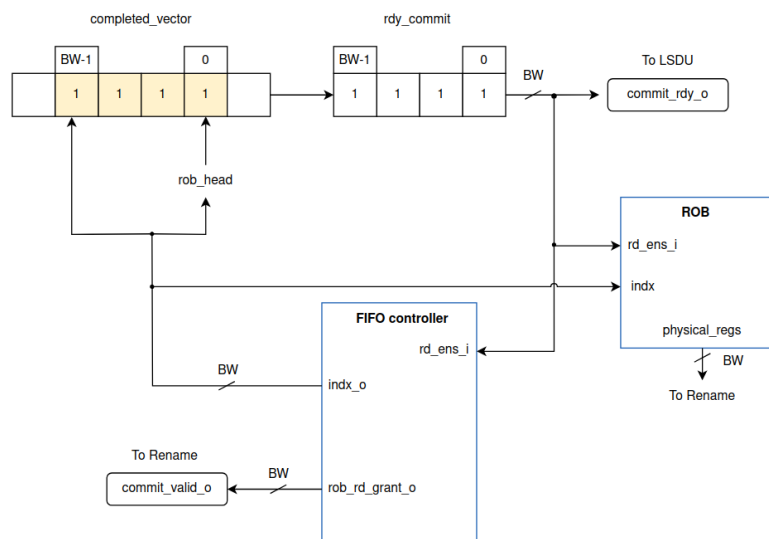 completed_vector
rdy_commit
BW-1
0
BW-1
0
To LSDU
1
1
1
1
1
1
1
1
BW
commit_rdy_o
rob_head
ROB
rd_ens_i
indx
physical_regs
FIFO controller
rd_ens_i
BW
To Rename
BW
indx_o
To Rename
commit_valid_o
BW
rob_rd_grant_o